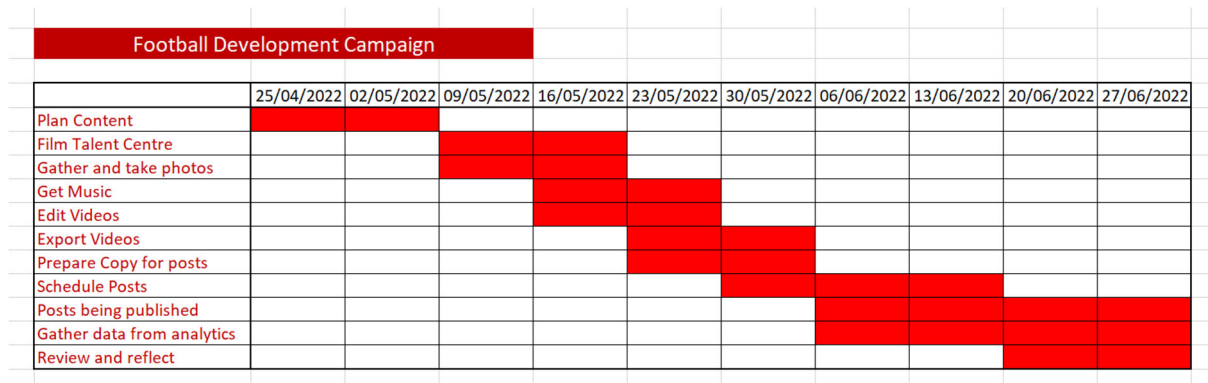 Football Development Campaign
25/04/2022 02/05/2022 09/05/2022 16/05/2022 23/05/2022 30/05/2022 06/06/2022 13/06/2022 20/06/2022 27/06/2022
Plan Content
Film Talent Centre
Gather and take photos
Get Music
Edit Videos
Export Videos
Prepare Copy for posts
Schedule Posts
Posts being published
Gather data from analytics
Review and reflect